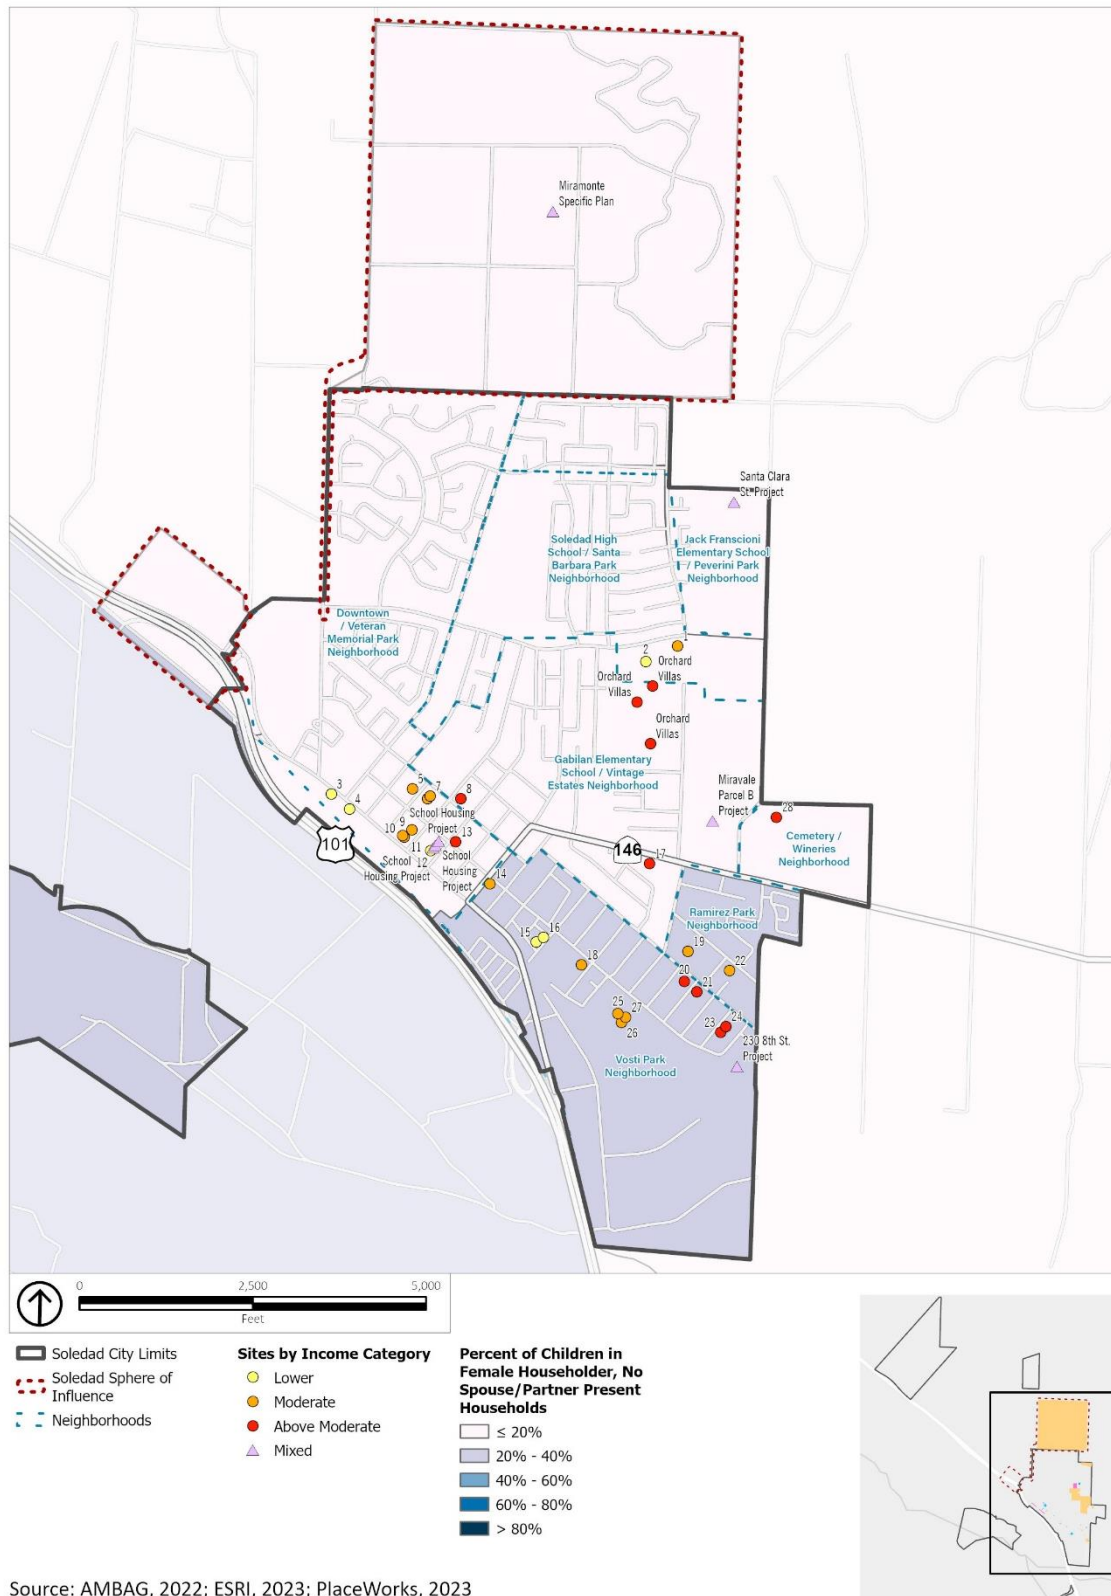 Miramonte
Specific Plan
Santa Clara
St. Project
Soledad High
School / Santa
Barbara Park
Neighborhood
Jack Franscioni
Elementary School
/ Peverini Park
Neighborhood
Downtown
/ Veteran
Memorial Park
Neighborhood
1
2
Orchard
Villas
Orchard
Villas
Orchard
Villas
Gabilan Elementary
School / Vintage
Estates Neighborhood
Miravale
Parcel B
Project
3
4
5
7
8
School Housing
Project
9
10
11
12
13
School
Housing Project
School
Housing
Project
101
146
28
Cemetery /
Wineries
Neighborhood
17
14
Ramirez Park
Neighborhood
15
16
18
19
20
21
22
23
24
25
26
27
230 8th St.
Project
Vosti Park
Neighborhood
0
2,500
5,000
Feet
Soledad City Limits
Soledad Sphere of
Influence
Neighborhoods
Sites by Income Category
Lower
Moderate
Above Moderate
Mixed
Percent of Children in
Female Householder, No
Spouse/Partner Present
Households
≤ 20%
20% - 40%
40% - 60%
60% - 80%
> 80%
Source: AMBAG, 2022; ESRI, 2023; PlaceWorks, 2023